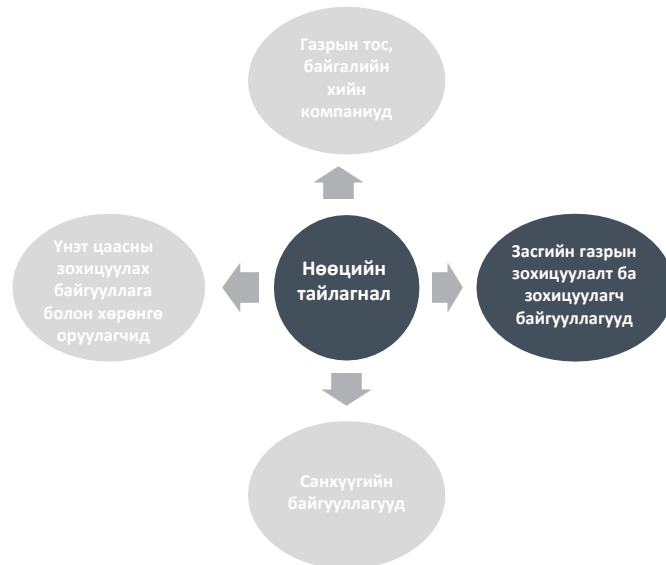 Газрын тос,
байгалийн
хийн
компаниуд
Үнэт цаасны
зохицуулах
байгууллага
болон хөрөнгө
оруулагчид
Нөөцийн
тайлагнал
Засгийн газрын
зохицуулалт ба
зохицуулагч
байгууллагууд
Санхүүгийн
байгууллагууд